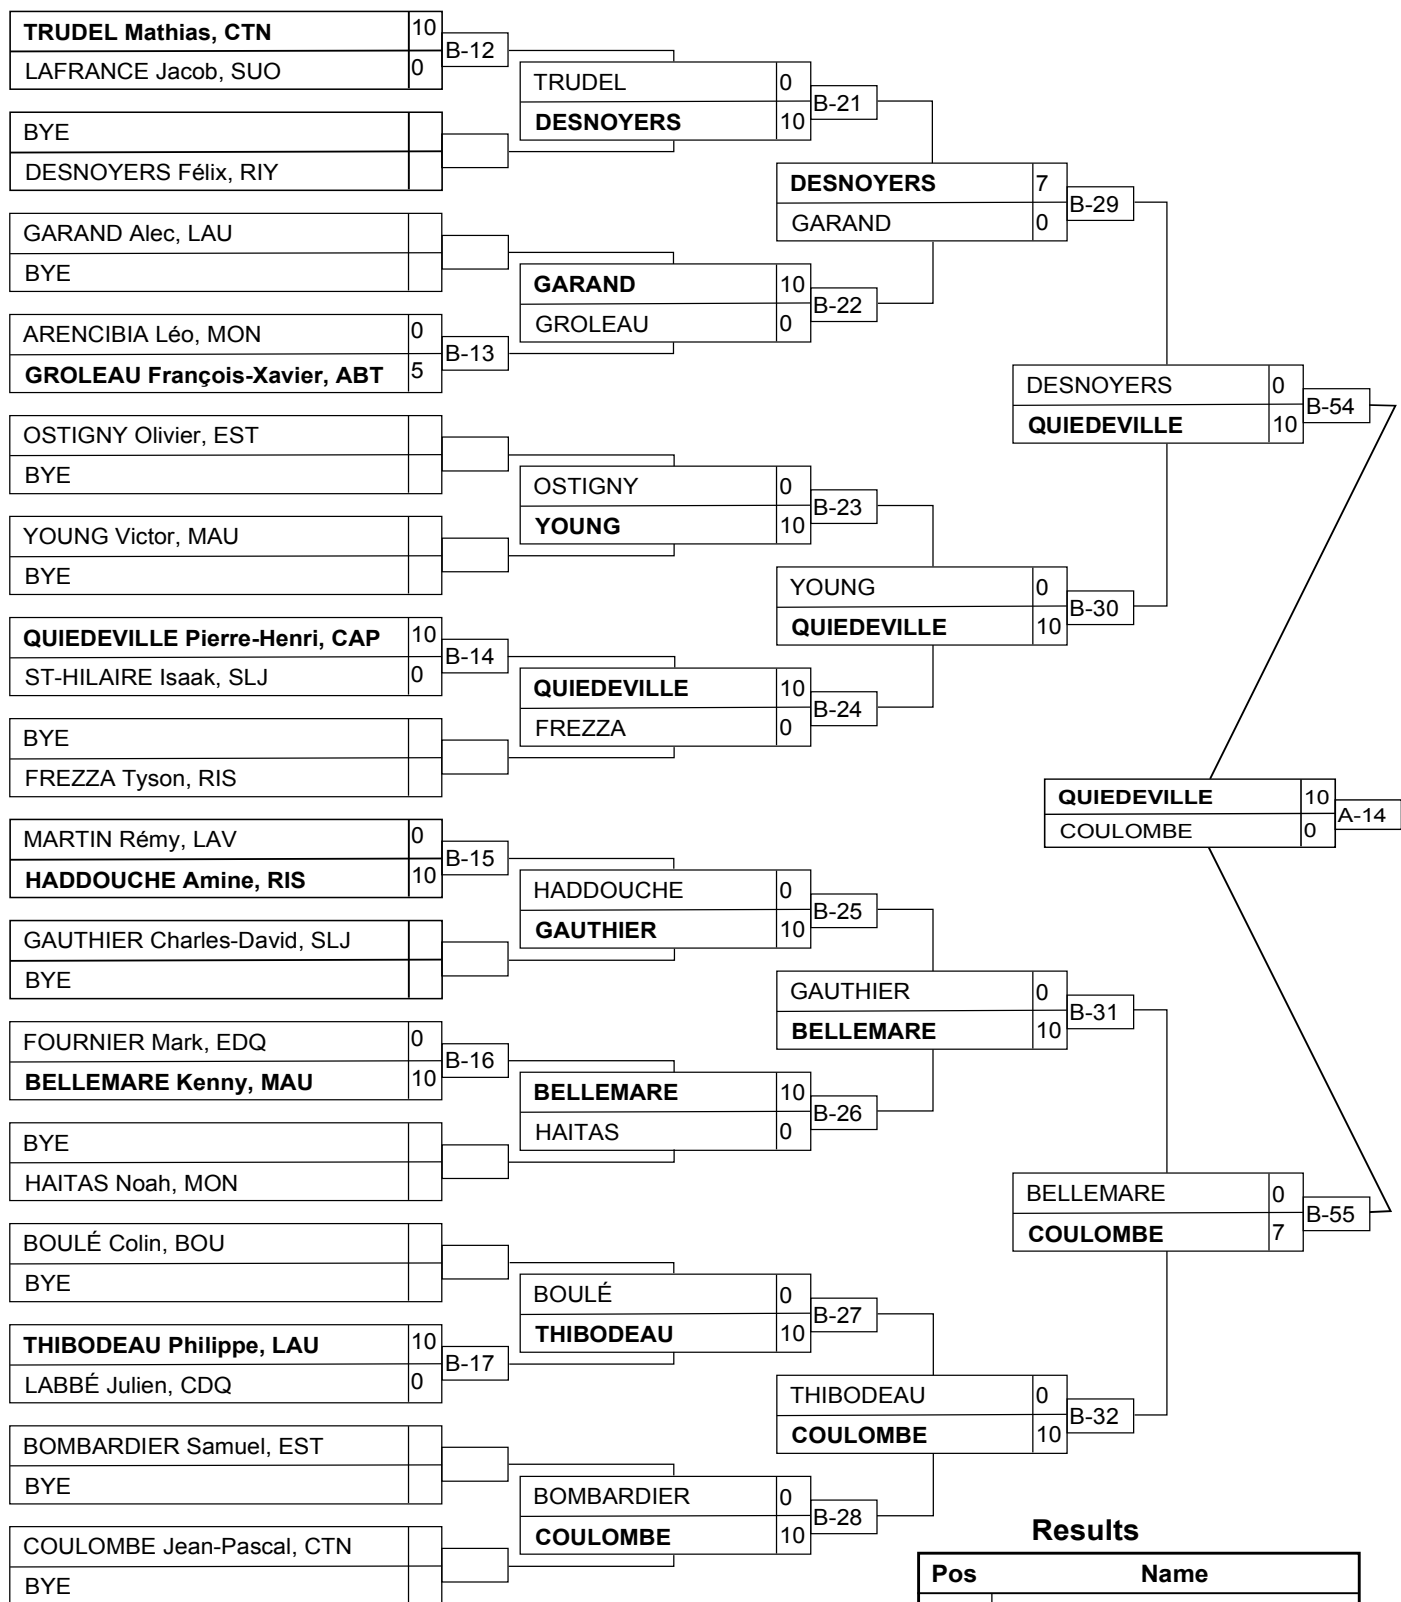 TRUDEL Mathias, CTN 10
LAFRANCE Jacob, SUO 0
B-12
BYE
DESNOYERS Félix, RIY
GARAND Alec, LAU
BYE
ARENCIBIA Léo, MON 0
GROLEAU François-Xavier, ABT 5
B-13
OSTIGNY Olivier, EST
BYE
YOUNG Victor, MAU
BYE
QUIEDEVILLE Pierre-Henri, CAP 10
ST-HILAIRE Isaak, SLJ 0
B-14
BYE
FREZZA Tyson, RIS
MARTIN Rémy, LAV 0
HADDOUCHE Amine, RIS 10
B-15
GAUTHIER Charles-David, SLJ
BYE
FOURNIER Mark, EDQ 0
BELLEMARE Kenny, MAU 10
B-16
BYE
HAITAS Noah, MON
BOULÉ Colin, BOU
BYE
THIBODEAU Philippe, LAU 10
LABBÉ Julien, CDQ 0
B-17
BOMBARDIER Samuel, EST
BYE
COULOMBE Jean-Pascal, CTN
BYE
TRUDEL 0
DESNOYERS 10
B-21
GARAND 10
GROLEAU 0
B-22
OSTIGNY 0
YOUNG 10
B-23
QUIEDEVILLE 10
FREZZA 0
B-24
HADDOUCHE 0
GAUTHIER 10
B-25
BELLEMARE 10
HAITAS 0
B-26
BOULÉ 0
THIBODEAU 10
B-27
BOMBARDIER 0
COULOMBE 10
B-28
DESNOYERS 7
GARAND 0
B-29
YOUNG 0
QUIEDEVILLE 10
B-30
GAUTHIER 0
BELLEMARE 10
B-31
THIBODEAU 0
COULOMBE 10
B-32
DESNOYERS 0
QUIEDEVILLE 10
B-54
BELLEMARE 0
COULOMBE 7
B-55
QUIEDEVILLE 10
COULOMBE 0
A-14
Results
Pos Name